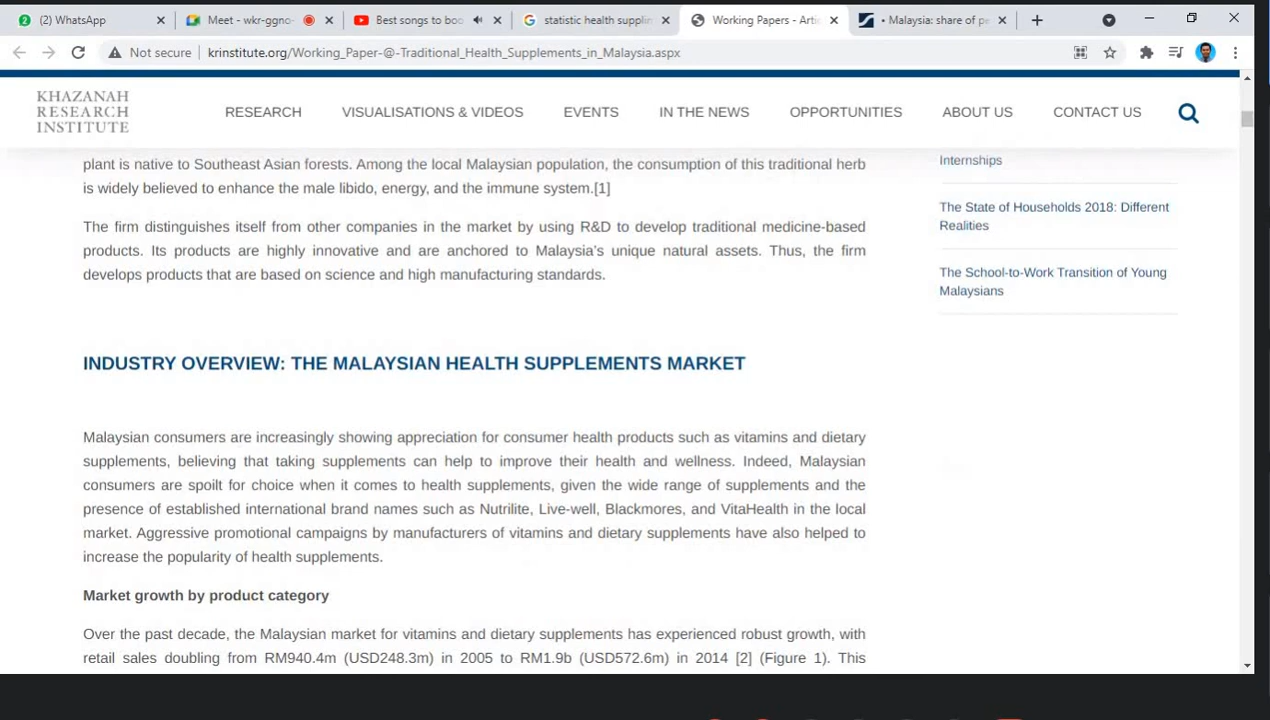 (2) WhatsApp
Meet - wkr-ggno-
Best songs to boo
statistic health supplin
Working Papers - Artic
• Malaysia: share of pe
Not secure
krinstitute.org/Working_Paper-@-Traditional_Health_Supplements_in_Malaysia.aspx
KHAZANAH
RESEARCH
INSTITUTE
RESEARCH
VISUALISATIONS & VIDEOS
EVENTS
IN THE NEWS
OPPORTUNITIES
ABOUT US
CONTACT US
plant is native to Southeast Asian forests. Among the local Malaysian population, the consumption of this traditional herb
is widely believed to enhance the male libido, energy, and the immune system.[1]
The firm distinguishes itself from other companies in the market by using R&D to develop traditional medicine-based
products. Its products are highly innovative and are anchored to Malaysia's unique natural assets. Thus, the firm
develops products that are based on science and high manufacturing standards.
INDUSTRY OVERVIEW: THE MALAYSIAN HEALTH SUPPLEMENTS MARKET
Malaysian consumers are increasingly showing appreciation for consumer health products such as vitamins and dietary
supplements, believing that taking supplements can help to improve their health and wellness. Indeed, Malaysian
consumers are spoilt for choice when it comes to health supplements, given the wide range of supplements and the
presence of established international brand names such as Nutrilite, Live-well, Blackmores, and VitaHealth in the local
market. Aggressive promotional campaigns by manufacturers of vitamins and dietary supplements have also helped to
increase the popularity of health supplements.
Market growth by product category
Over the past decade, the Malaysian market for vitamins and dietary supplements has experienced robust growth, with
retail sales doubling from RM940.4m (USD248.3m) in 2005 to RM1.9b (USD572.6m) in 2014 [2] (Figure 1). This
Internships
The State of Households 2018: Different
Realities
The School-to-Work Transition of Young
Malaysians